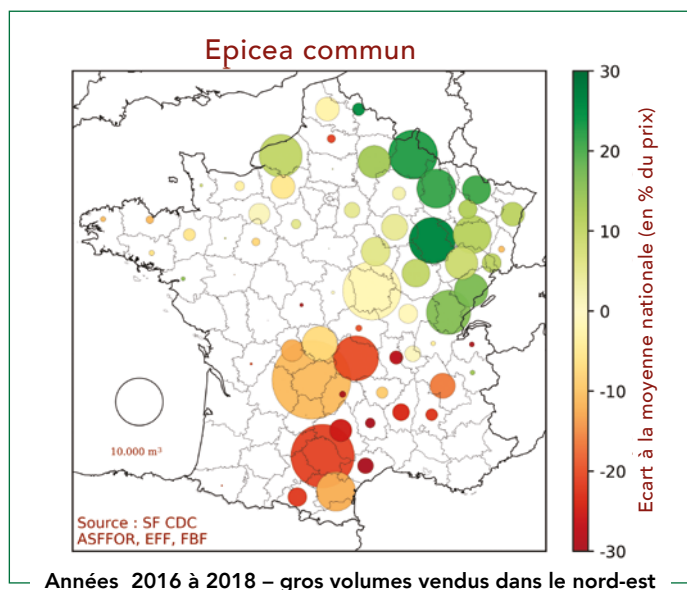 Epicea commun
30
20
10
0
-10
-20
-30
Ecart à la moyenne nationale (en % du prix)
10.000 m³
Source : SF CDC
ASFFOR, EFF, FBF
Années 2016 à 2018 – gros volumes vendus dans le nord-est